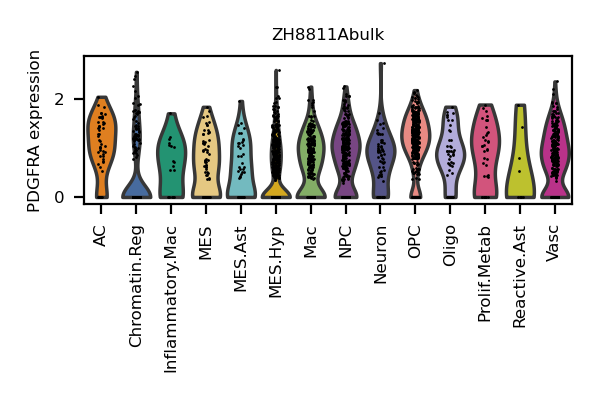 ZH8811Abulk
PDGFRA expression
2
0
AC
Chromatin.Reg
Inflammatory.Mac
MES
MES.Ast
MES.Hyp
Mac
NPC
Neuron
OPC
Oligo
Prolif.Metab
Reactive.Ast
Vasc